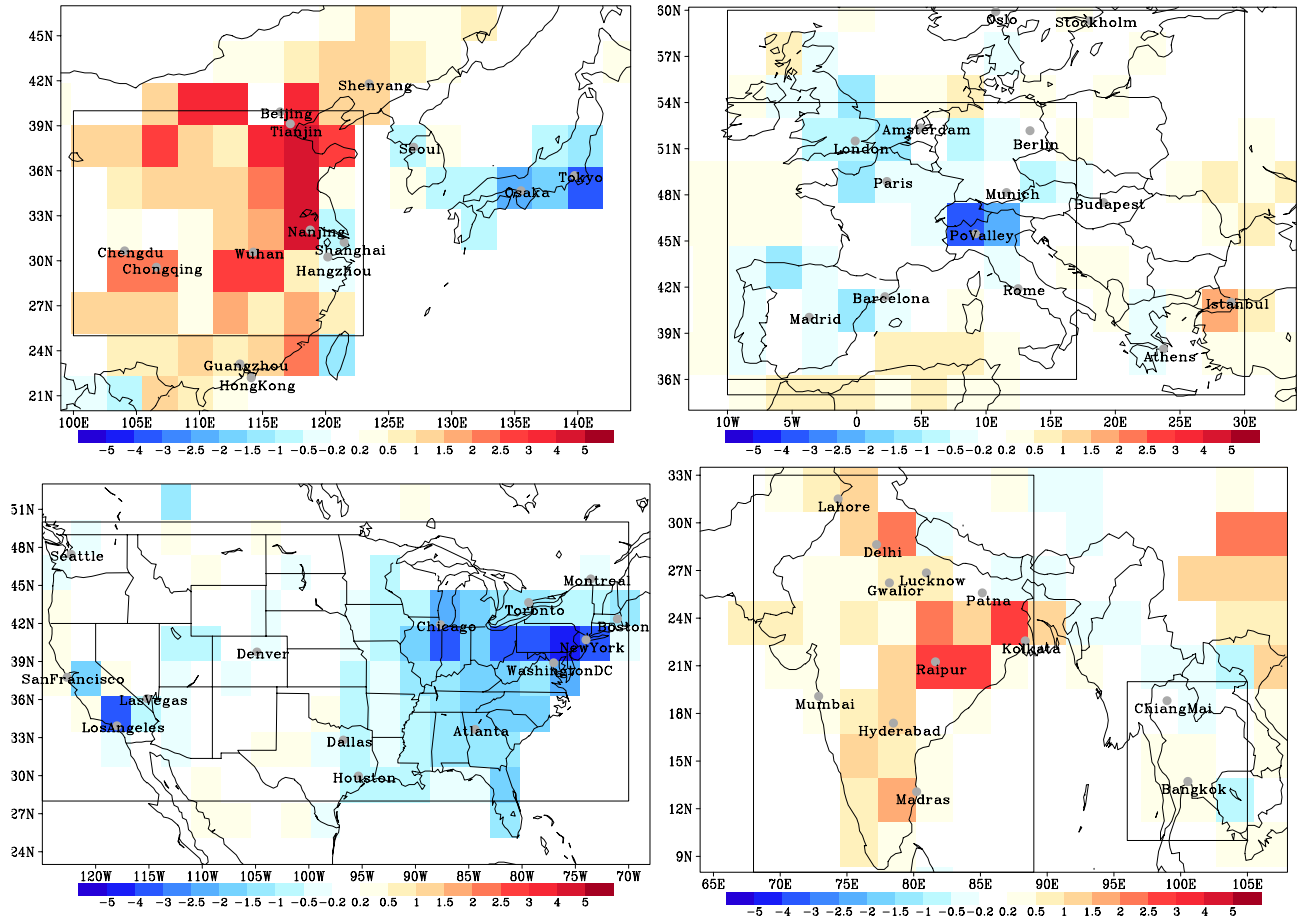 45N
42N
39N
36N
33N
30N
27N
24N
21N
Shenyang
Beijing
Tianjin
Seoul
Tokyo
Osaka
Nanjing
Shanghai
Chengdu
Wuhan
Chongqing
Hangzhou
Guangzhou
HongKong
100E 105E 110E 115E 120E 125E 130E 135E 140E
-5 -4 -3 -2.5 -2 -1.5 -1 -0.5 -0.2 0.2 0.5 1 1.5 2 2.5 3 4 5
60N
57N
54N
51N
48N
45N
42N
39N
36N
Oslo
Stockholm
Amsterdam
London
Berlin
Paris
Munich
Budapest
PoValley
Rome
Barcelona
Istanbul
Madrid
Athens
10W 5W 0 5E 10E 15E 20E 25E 30E
-5 -4 -3 -2.5 -2 -1.5 -1 -0.5 -0.2 0.2 0.5 1 1.5 2 2.5 3 4 5
51N
48N
45N
42N
39N
36N
33N
30N
27N
24N
Seattle
Montreal
Toronto
Chicago
Boston
NewYork
Denver
WashingtonDC
SanFrancisco
LasVegas
LosAngeles
Atlanta
Dallas
Houston
120W 115W 110W 105W 100W 95W 90W 85W 80W 75W 70W
-5 -4 -3 -2.5 -2 -1.5 -1 -0.5 -0.2 0.2 0.5 1 1.5 2 2.5 3 4 5
33N
30N
27N
24N
21N
18N
15N
12N
9N
Lahore
Delhi
Lucknow
Gwalior
Patna
Kolkata
Raipur
Mumbai
ChiangMai
Hyderabad
Bangkok
Madras
65E 70E 75E 80E 85E 90E 95E 100E 105E
-5 -4 -3 -2.5 -2 -1.5 -1 -0.5 -0.2 0.2 0.5 1 1.5 2 2.5 3 4 5